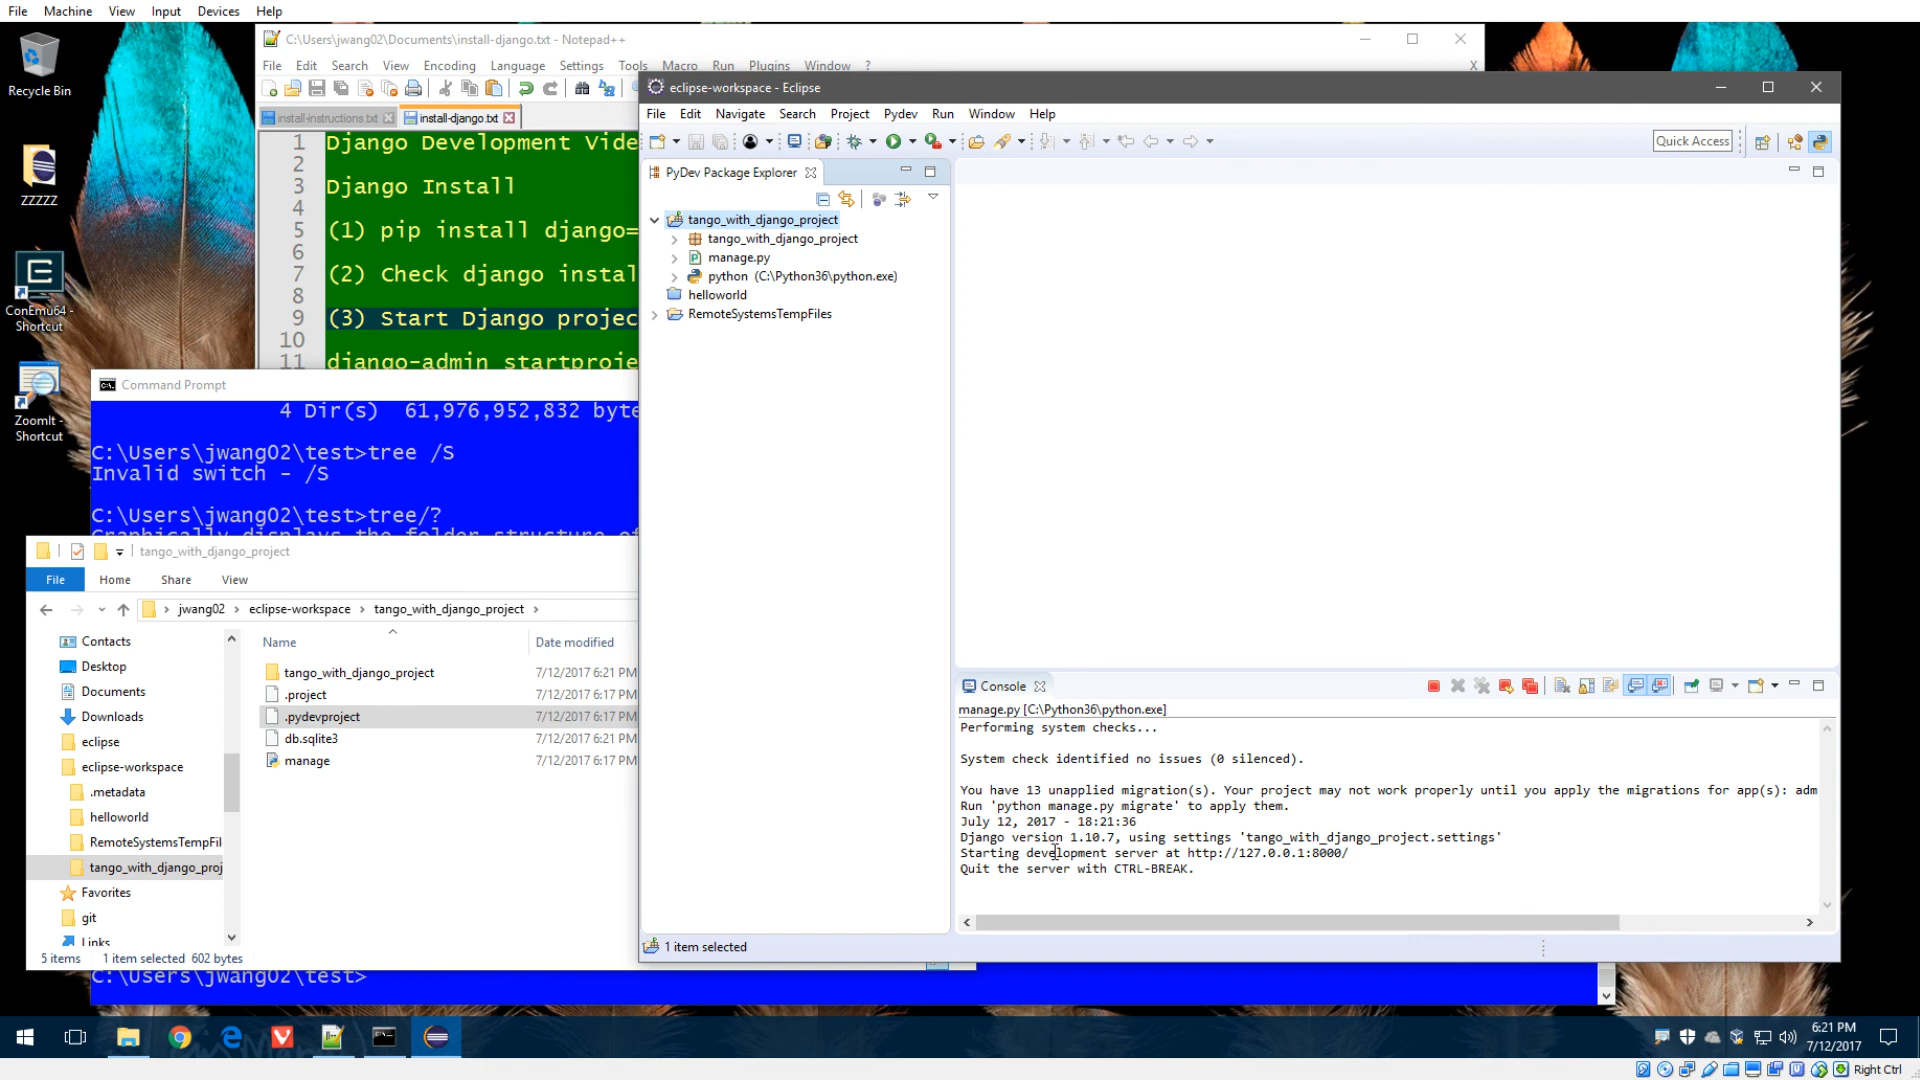 File Machine View Input Devices Help
Recycle Bin
ZZZZZ
ConEmu64 -
Shortcut
ZoomIt -
Shortcut
C:\Users\jwang02\Documents\install-django.txt - Notepad++
File Edit Search View Encoding Language Settings Tools Macro Run Plugins Window ?
X
install-instructions.txt
install-django.txt
1 Django Development Vide
2
3 Django Install
4
5 (1) pip install django=
6
7 (2) Check django instal
8
9 (3) Start Django projec
10
11 django-admin startproje
Command Prompt
4 Dir(s) 61,976,952,832 byte
C:\Users\jwang02\test>tree /S
Invalid switch - /S
C:\Users\jwang02\test>tree/?
Graphically displays the folder structure of
C:\Users\jwang02\test>
tango_with_django_project
File Home Share View
jwang02 eclipse-workspace tango_with_django_project
Contacts
Desktop
Documents
Downloads
eclipse
eclipse-workspace
.metadata
helloworld
RemoteSystemsTempFil
tango_with_django_proj
Favorites
git
Links
Name Date modified
tango_with_django_project 7/12/2017 6:21 PM
.project 7/12/2017 6:17 PM
.pydevproject 7/12/2017 6:17 PM
db.sqlite3 7/12/2017 6:21 PM
manage 7/12/2017 6:17 PM
5 items 1 item selected 602 bytes
eclipse-workspace - Eclipse
File Edit Navigate Search Project Pydev Run Window Help
Quick Access
PyDev Package Explorer
tango_with_django_project
tango_with_django_project
manage.py
python (C:\Python36\python.exe)
helloworld
RemoteSystemsTempFiles
1 item selected
Console
manage.py [C:\Python36\python.exe]
Performing system checks...
System check identified no issues (0 silenced).
You have 13 unapplied migration(s). Your project may not work properly until you apply the migrations for app(s): adm
Run 'python manage.py migrate' to apply them.
July 12, 2017 - 18:21:36
Django version 1.10.7, using settings 'tango_with_django_project.settings'
Starting development server at http://127.0.0.1:8000/
Quit the server with CTRL-BREAK.
6:21 PM
7/12/2017
Right Ctrl